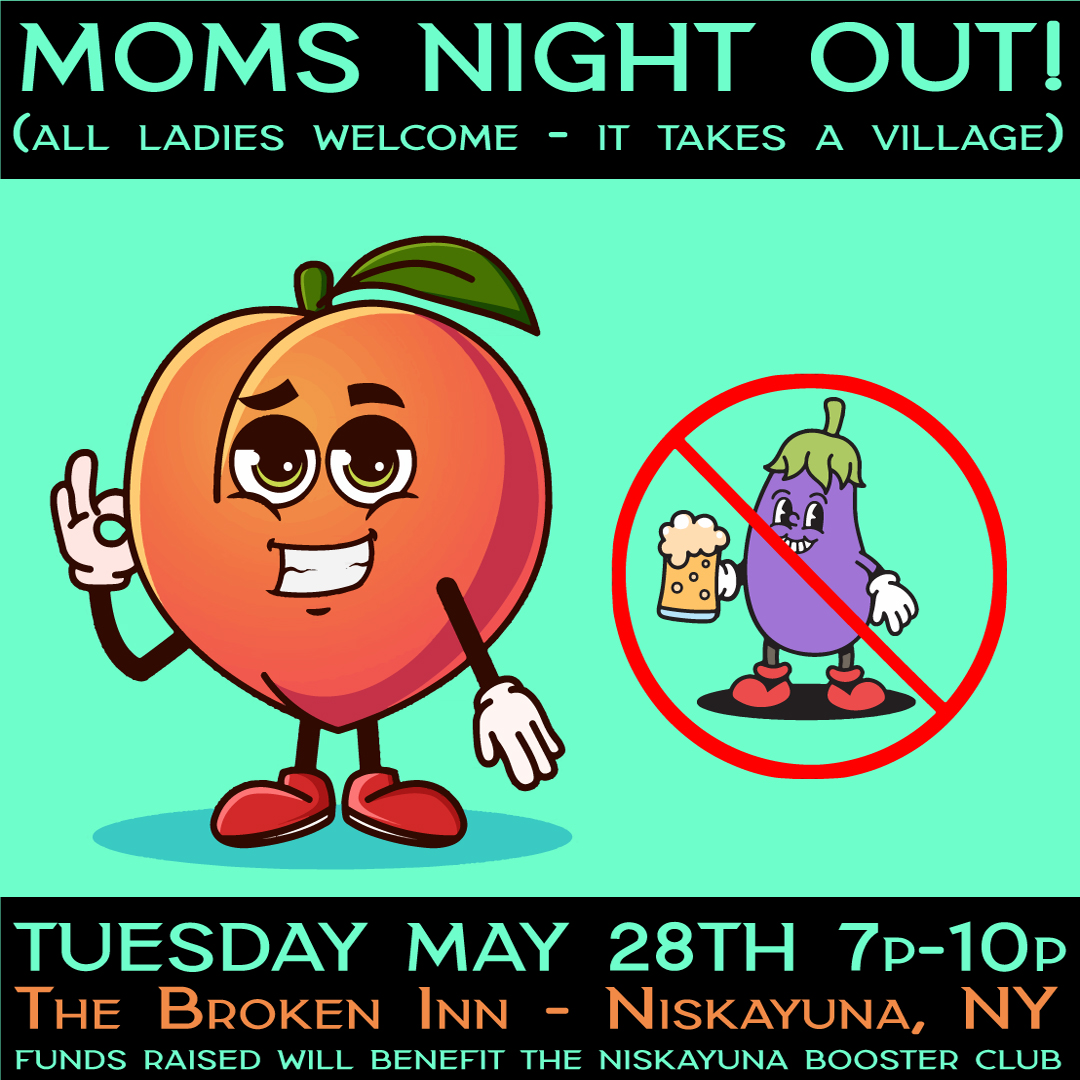 MOMS NIGHT OUT!
(ALL LADIES WELCOME - IT TAKES A VILLAGE)
TUESDAY MAY 28TH 7P-10P
THE BROKEN INN - NISKAYUNA, NY
FUNDS RAISED WILL BENEFIT THE NISKAYUNA BOOSTER CLUB